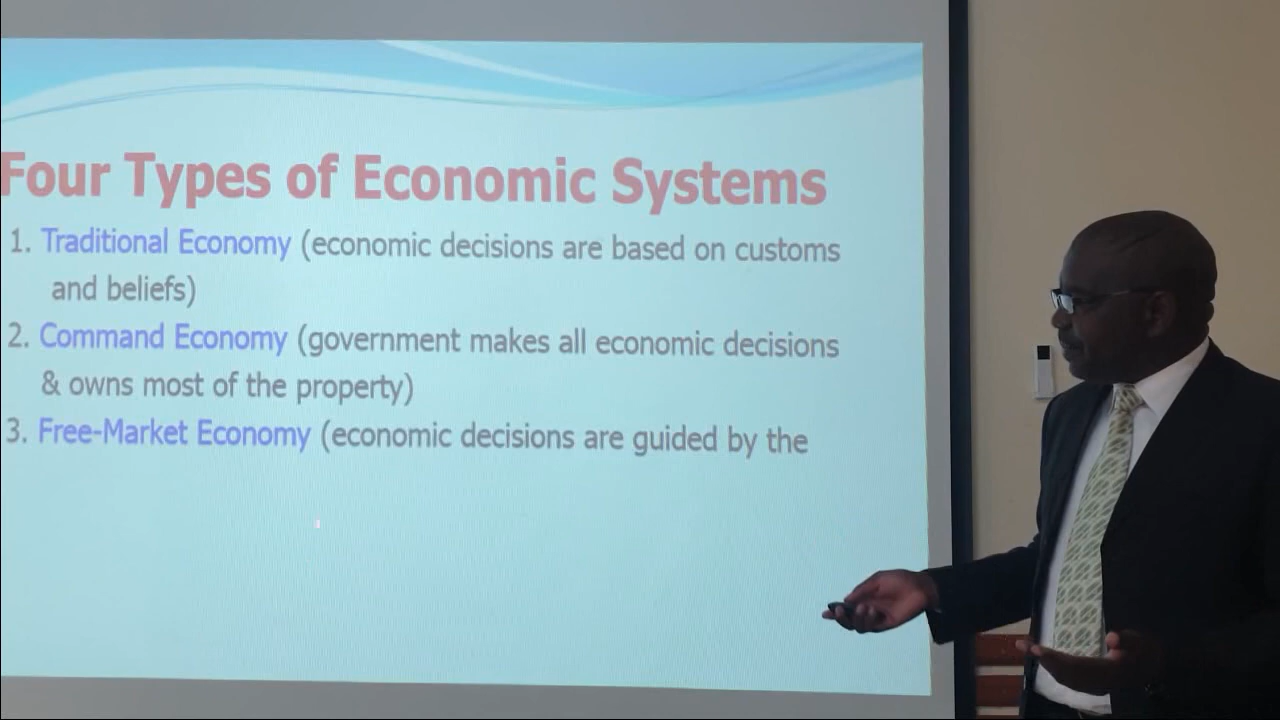 Four Types of Economic Systems
1. Traditional Economy (economic decisions are based on customs
and beliefs)
2. Command Economy (government makes all economic decisions
& owns most of the property)
3. Free-Market Economy (economic decisions are guided by the